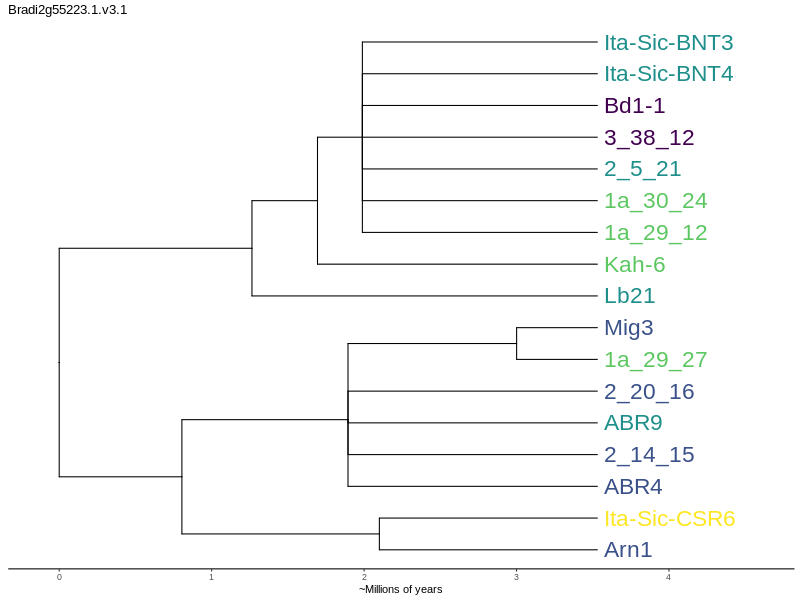 Bradi2g55223.1.v3.1
Ita-Sic-BNT3
Ita-Sic-BNT4
Bd1-1
3_38_12
2_5_21
1a_30_24
1a_29_12
Kah-6
Lb21
Mig3
1a_29_27
2_20_16
ABR9
2_14_15
ABR4
Ita-Sic-CSR6
Arn1
0 1 2 3 4
~Millions of years